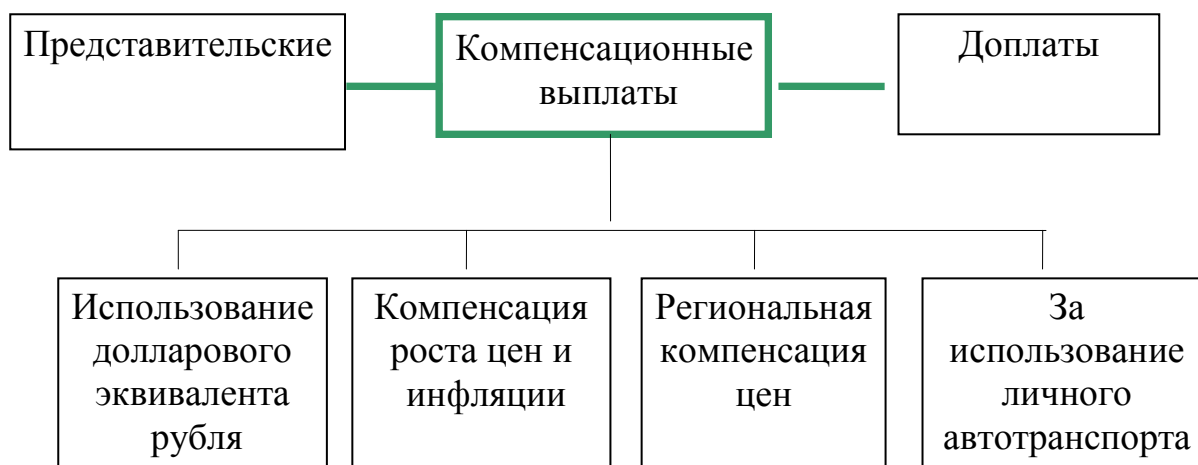 Представительские
Компенсационные
выплаты
Доплаты
Использование
долларового
эквивалента
рубля
Компенсация
роста цен и
инфляции
Региональная
компенсация
цен
За
использование
личного
автотранспорта